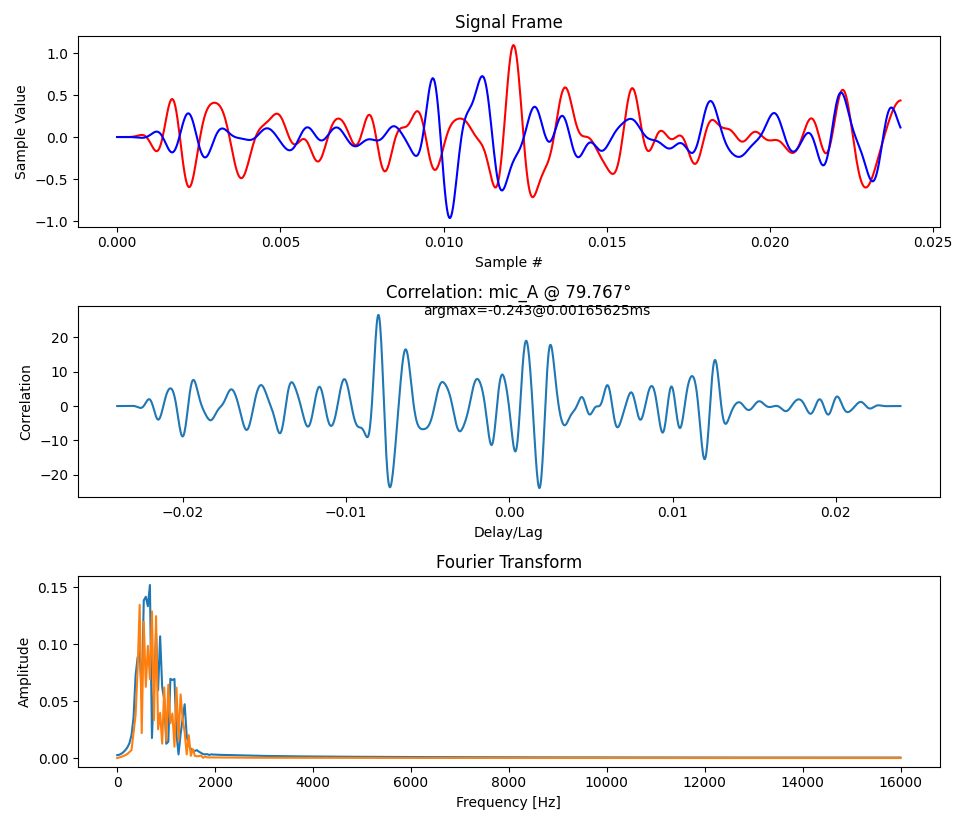 Signal Frame
Sample Value
1.0
0.5
0.0
−0.5
−1.0
0.000 0.005 0.010 0.015 0.020 0.025
Sample #
Correlation: mic_A @ 79.767°
argmax=-0.243@0.00165625ms
Correlation
20
10
0
−10
−20
−0.02 −0.01 0.00 0.01 0.02
Delay/Lag
Fourier Transform
Amplitude
0.15
0.10
0.05
0.00
0 2000 4000 6000 8000 10000 12000 14000 16000
Frequency [Hz]